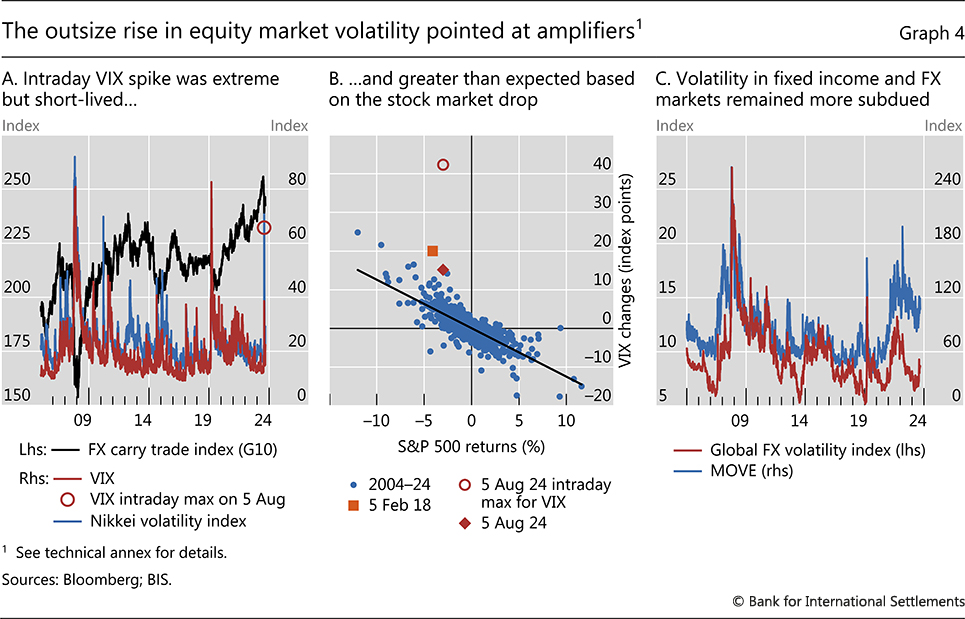 The outsize rise in equity market volatility pointed at amplifiers¹
Graph 4
A. Intraday VIX spike was extreme
but short-lived…
B. …and greater than expected based
on the stock market drop
C. Volatility in fixed income and FX
markets remained more subdued
Index
Index
250
225
200
175
150
80
60
40
20
0
09
14
19
24
Lhs:
FX carry trade index (G10)
Rhs:
VIX
VIX intraday max on 5 Aug
Nikkei volatility index
40
30
20
10
0
−10
−20
VIX changes (index points)
−10
−5
0
5
10
S&P 500 returns (%)
2004–24
5 Feb 18
5 Aug 24 intraday
max for VIX
5 Aug 24
Index
Index
25
20
15
10
5
240
180
120
60
0
09
14
19
24
Global FX volatility index (lhs)
MOVE (rhs)
¹ See technical annex for details.
Sources: Bloomberg; BIS.
© Bank for International Settlements